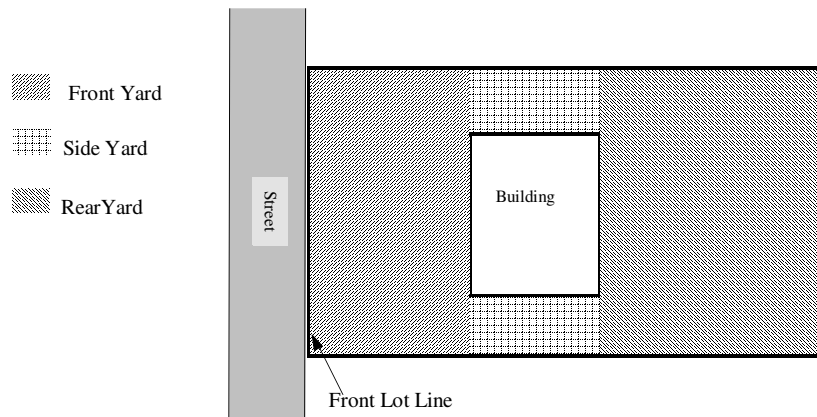 Front Yard
Side Yard
RearYard
Street
Building
Front Lot Line